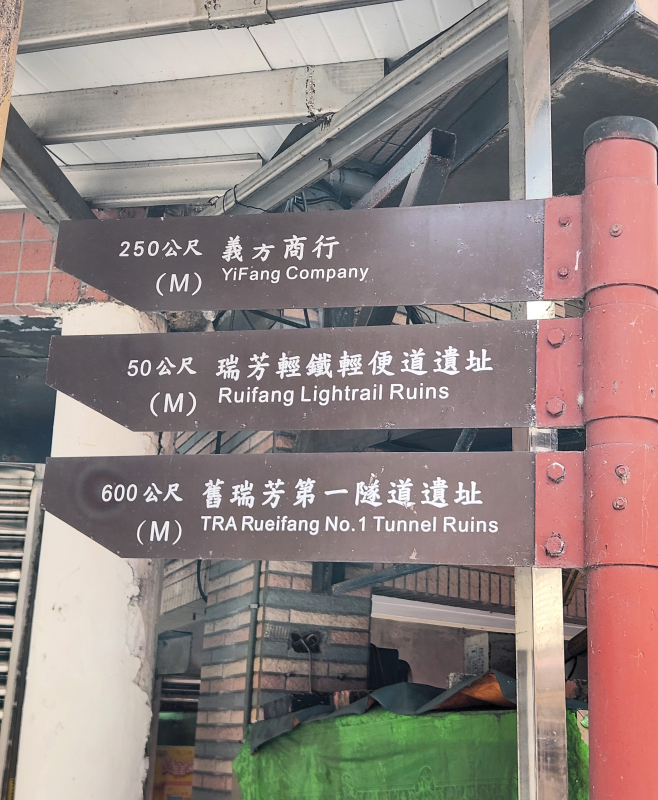 250公尺 義方商行
(M) YiFang Company
50公尺 瑞芳輕鐵輕便道遺址
(M) Ruifang Lightrail Ruins
600公尺 舊瑞芳第一隧道遺址
(M) TRA Rueifang No.1 Tunnel Ruins